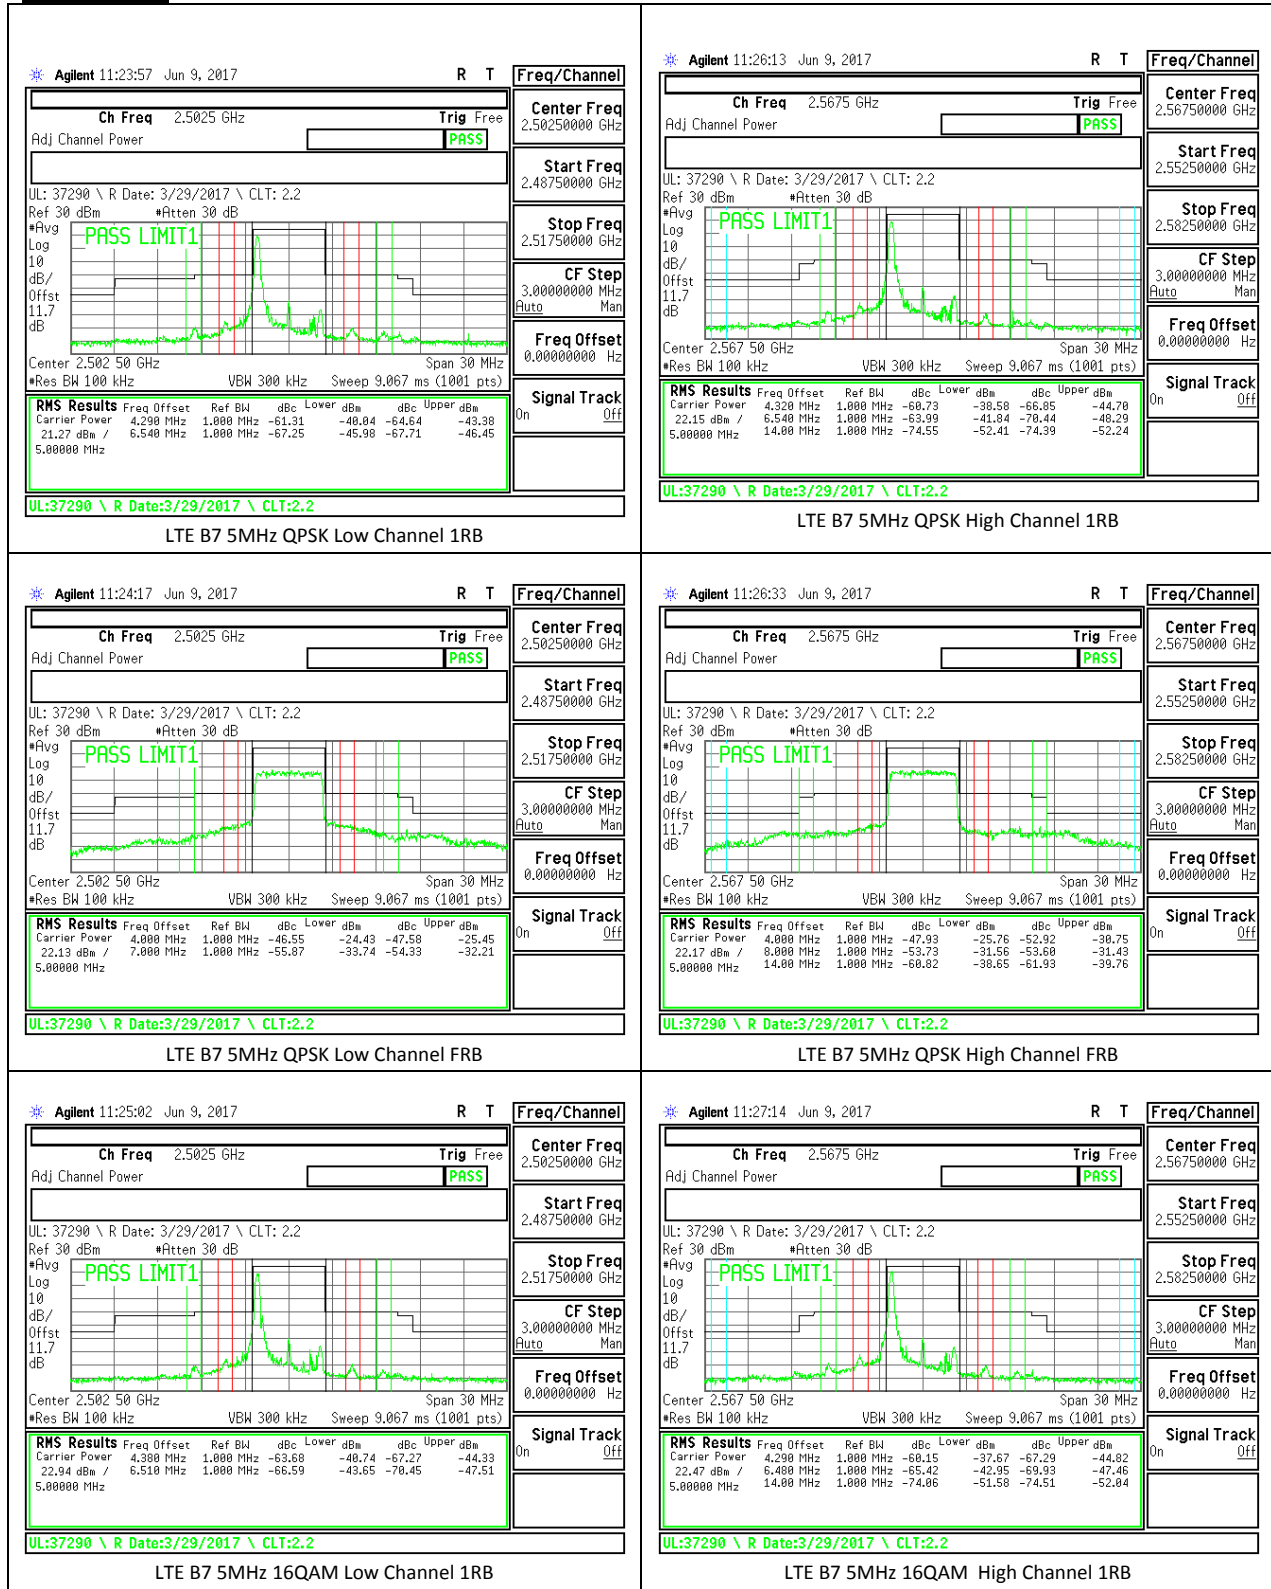 Agilent 11:23:57 Jun 9, 2017 R T Freq/Channel
Ch Freq 2.5025 GHz Trig Free
Adj Channel Power PASS
Center Freq
2.50250000 GHz
Start Freq
2.48750000 GHz
UL: 37290 \ R Date: 3/29/2017 \ CLT: 2.2
Ref 30 dBm #Atten 30 dB
#Avg
Log
10
dB/
Offst
11.7
dB
PASS LIMIT1
Stop Freq
2.51750000 GHz
CF Step
3.00000000 MHz
Auto Man
Freq Offset
0.00000000 Hz
Center 2.502 50 GHz Span 30 MHz
#Res BW 100 kHz VBW 300 kHz Sweep 9.067 ms (1001 pts)
Signal Track
On Off
RMS Results Freq Offset Ref BW dBc Lower dBm dBc Upper dBm
Carrier Power 4.290 MHz 1.000 MHz -61.31 -40.04 -64.64 -43.38
21.27 dBm / 6.540 MHz 1.000 MHz -67.25 -45.98 -67.71 -46.45
5.00000 MHz
UL:37290 \ R Date:3/29/2017 \ CLT:2.2
LTE B7 5MHz QPSK Low Channel 1RB
Agilent 11:26:13 Jun 9, 2017 R T Freq/Channel
Ch Freq 2.5675 GHz Trig Free
Adj Channel Power PASS
Center Freq
2.56750000 GHz
Start Freq
2.55250000 GHz
UL: 37290 \ R Date: 3/29/2017 \ CLT: 2.2
Ref 30 dBm #Atten 30 dB
#Avg
Log
10
dB/
Offst
11.7
dB
PASS LIMIT1
Stop Freq
2.58250000 GHz
CF Step
3.00000000 MHz
Auto Man
Freq Offset
0.00000000 Hz
Center 2.567 50 GHz Span 30 MHz
#Res BW 100 kHz VBW 300 kHz Sweep 9.067 ms (1001 pts)
Signal Track
On Off
RMS Results Freq Offset Ref BW dBc Lower dBm dBc Upper dBm
Carrier Power 4.320 MHz 1.000 MHz -60.73 -38.58 -66.85 -44.70
22.15 dBm / 6.540 MHz 1.000 MHz -63.99 -41.84 -70.44 -48.29
5.00000 MHz 14.00 MHz 1.000 MHz -74.55 -52.41 -74.39 -52.24
UL:37290 \ R Date:3/29/2017 \ CLT:2.2
LTE B7 5MHz QPSK High Channel 1RB
Agilent 11:24:17 Jun 9, 2017 R T Freq/Channel
Ch Freq 2.5025 GHz Trig Free
Adj Channel Power PASS
Center Freq
2.50250000 GHz
Start Freq
2.48750000 GHz
UL: 37290 \ R Date: 3/29/2017 \ CLT: 2.2
Ref 30 dBm #Atten 30 dB
#Avg
Log
10
dB/
Offst
11.7
dB
PASS LIMIT1
Stop Freq
2.51750000 GHz
CF Step
3.00000000 MHz
Auto Man
Freq Offset
0.00000000 Hz
Center 2.502 50 GHz Span 30 MHz
#Res BW 100 kHz VBW 300 kHz Sweep 9.067 ms (1001 pts)
Signal Track
On Off
RMS Results Freq Offset Ref BW dBc Lower dBm dBc Upper dBm
Carrier Power 4.000 MHz 1.000 MHz -46.55 -24.43 -47.58 -25.45
22.13 dBm / 7.000 MHz 1.000 MHz -55.87 -33.74 -54.33 -32.21
5.00000 MHz
UL:37290 \ R Date:3/29/2017 \ CLT:2.2
LTE B7 5MHz QPSK Low Channel FRB
Agilent 11:26:33 Jun 9, 2017 R T Freq/Channel
Ch Freq 2.5675 GHz Trig Free
Adj Channel Power PASS
Center Freq
2.56750000 GHz
Start Freq
2.55250000 GHz
UL: 37290 \ R Date: 3/29/2017 \ CLT: 2.2
Ref 30 dBm #Atten 30 dB
#Avg
Log
10
dB/
Offst
11.7
dB
PASS LIMIT1
Stop Freq
2.58250000 GHz
CF Step
3.00000000 MHz
Auto Man
Freq Offset
0.00000000 Hz
Center 2.567 50 GHz Span 30 MHz
#Res BW 100 kHz VBW 300 kHz Sweep 9.067 ms (1001 pts)
Signal Track
On Off
RMS Results Freq Offset Ref BW dBc Lower dBm dBc Upper dBm
Carrier Power 4.000 MHz 1.000 MHz -47.93 -25.76 -52.92 -30.75
22.17 dBm / 8.000 MHz 1.000 MHz -53.73 -31.56 -53.60 -31.43
5.00000 MHz 14.00 MHz 1.000 MHz -60.82 -38.65 -61.93 -39.76
UL:37290 \ R Date:3/29/2017 \ CLT:2.2
LTE B7 5MHz QPSK High Channel FRB
Agilent 11:25:02 Jun 9, 2017 R T Freq/Channel
Ch Freq 2.5025 GHz Trig Free
Adj Channel Power PASS
Center Freq
2.50250000 GHz
Start Freq
2.48750000 GHz
UL: 37290 \ R Date: 3/29/2017 \ CLT: 2.2
Ref 30 dBm #Atten 30 dB
#Avg
Log
10
dB/
Offst
11.7
dB
PASS LIMIT1
Stop Freq
2.51750000 GHz
CF Step
3.00000000 MHz
Auto Man
Freq Offset
0.00000000 Hz
Center 2.502 50 GHz Span 30 MHz
#Res BW 100 kHz VBW 300 kHz Sweep 9.067 ms (1001 pts)
Signal Track
On Off
RMS Results Freq Offset Ref BW dBc Lower dBm dBc Upper dBm
Carrier Power 4.380 MHz 1.000 MHz -63.68 -40.74 -67.27 -44.33
22.94 dBm / 6.510 MHz 1.000 MHz -66.59 -43.65 -70.45 -47.51
5.00000 MHz
UL:37290 \ R Date:3/29/2017 \ CLT:2.2
LTE B7 5MHz 16QAM Low Channel 1RB
Agilent 11:27:14 Jun 9, 2017 R T Freq/Channel
Ch Freq 2.5675 GHz Trig Free
Adj Channel Power PASS
Center Freq
2.56750000 GHz
Start Freq
2.55250000 GHz
UL: 37290 \ R Date: 3/29/2017 \ CLT: 2.2
Ref 30 dBm #Atten 30 dB
#Avg
Log
10
dB/
Offst
11.7
dB
PASS LIMIT1
Stop Freq
2.58250000 GHz
CF Step
3.00000000 MHz
Auto Man
Freq Offset
0.00000000 Hz
Center 2.567 50 GHz Span 30 MHz
#Res BW 100 kHz VBW 300 kHz Sweep 9.067 ms (1001 pts)
Signal Track
On Off
RMS Results Freq Offset Ref BW dBc Lower dBm dBc Upper dBm
Carrier Power 4.290 MHz 1.000 MHz -60.15 -37.67 -67.29 -44.82
22.47 dBm / 6.480 MHz 1.000 MHz -65.42 -42.95 -69.93 -47.46
5.00000 MHz 14.00 MHz 1.000 MHz -74.06 -51.58 -74.51 -52.04
UL:37290 \ R Date:3/29/2017 \ CLT:2.2
LTE B7 5MHz 16QAM High Channel 1RB